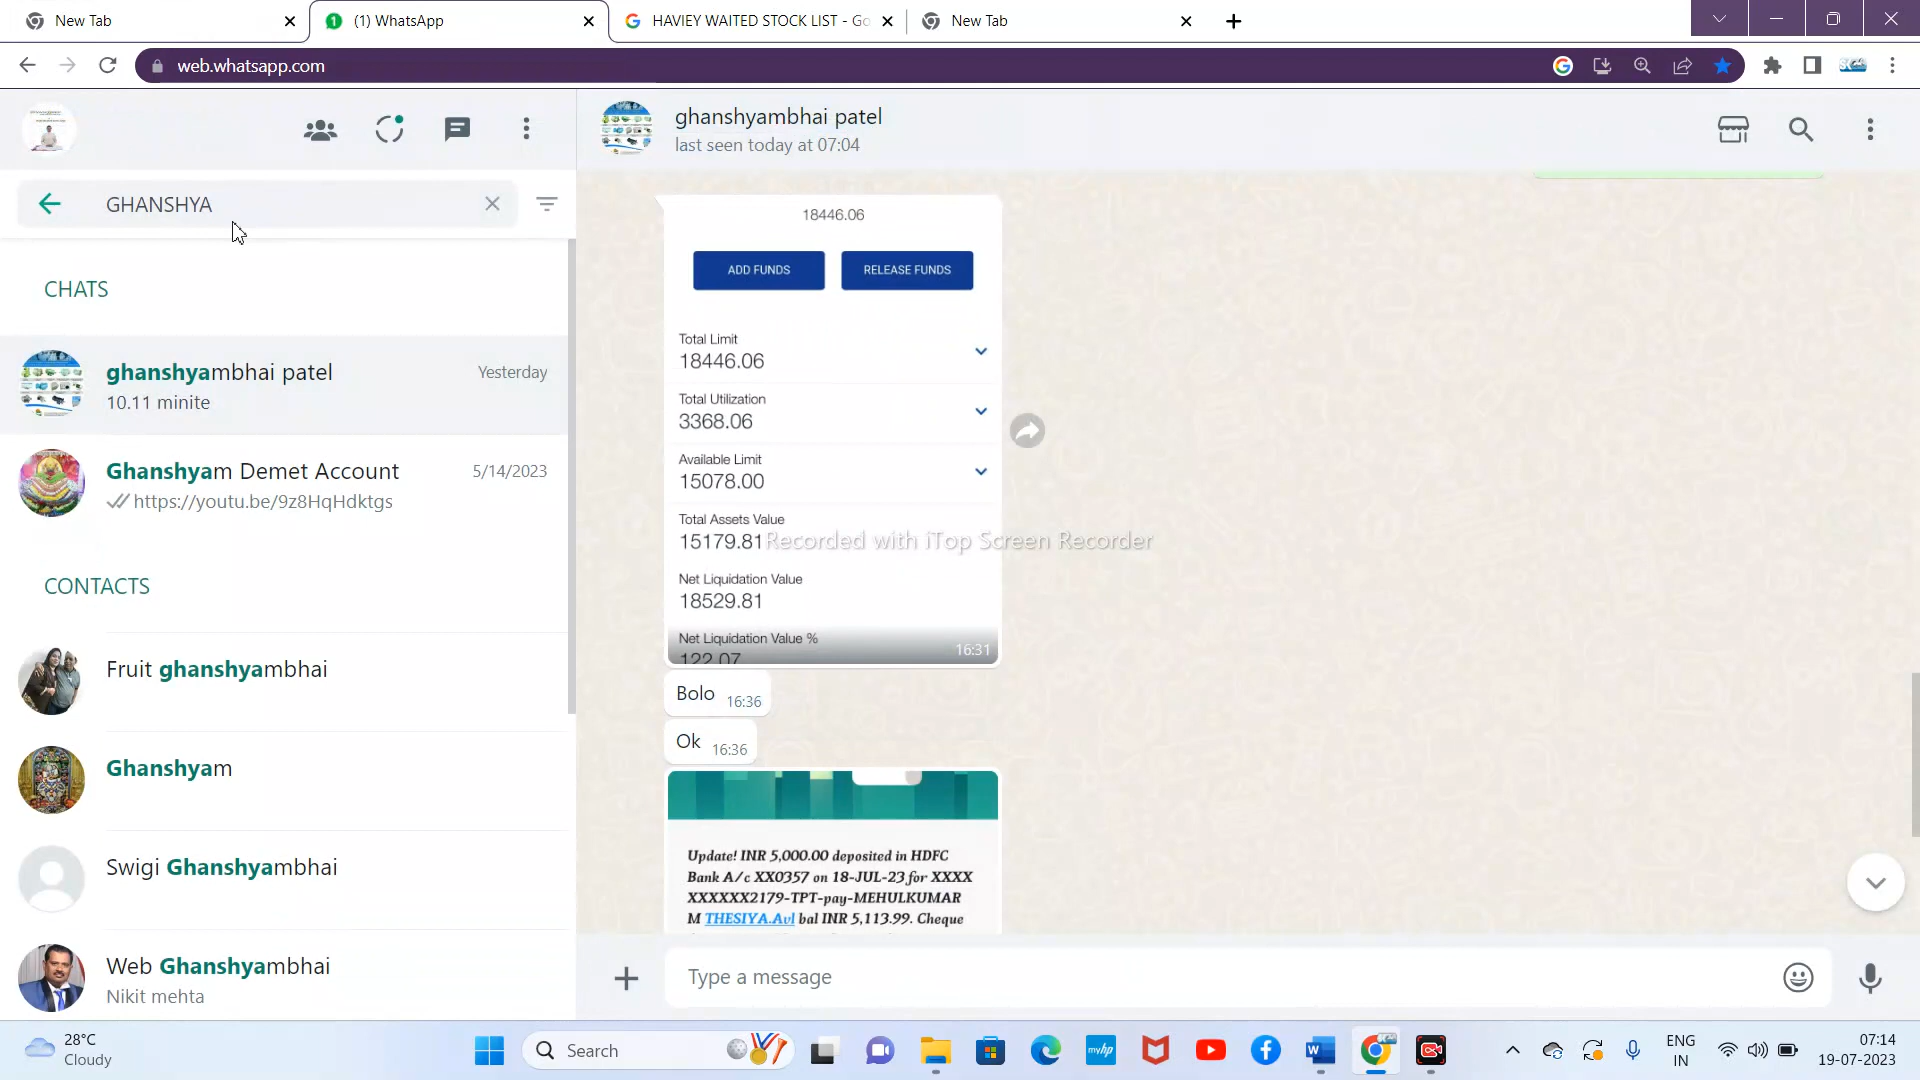 New Tab
(1) WhatsApp
HAVIEY WAITED STOCK LIST - Go
New Tab
web.whatsapp.com
GHANSHYA
CHATS
ghanshyambhai patel
Yesterday
10.11 minite
Ghanshyam Demet Account
5/14/2023
https://youtu.be/9z8HqHdktgs
CONTACTS
Fruit ghanshyambhai
Ghanshyam
Swigi Ghanshyambhai
Web Ghanshyambhai
Nikit mehta
ghanshyambhai patel
last seen today at 07:04
18446.06
ADD FUNDS
RELEASE FUNDS
Total Limit
18446.06
Total Utilization
3368.06
Available Limit
15078.00
Total Assets Value
15179.81
Recorded with iTop Screen Recorder
Net Liquidation Value
18529.81
Net Liquidation Value %
122.07
16:31
Bolo 16:36
Ok 16:36
Update! INR 5,000.00 deposited in HDFC
Bank A/c XX0357 on 18-JUL-23 for XXXX
XXXXXX2179-TPT-pay-MEHULKUMAR
M THESIYA.Avl bal INR 5,113.99. Cheque
Type a message
28°C
Cloudy
Search
myhp
W
ENG
IN
07:14
19-07-2023